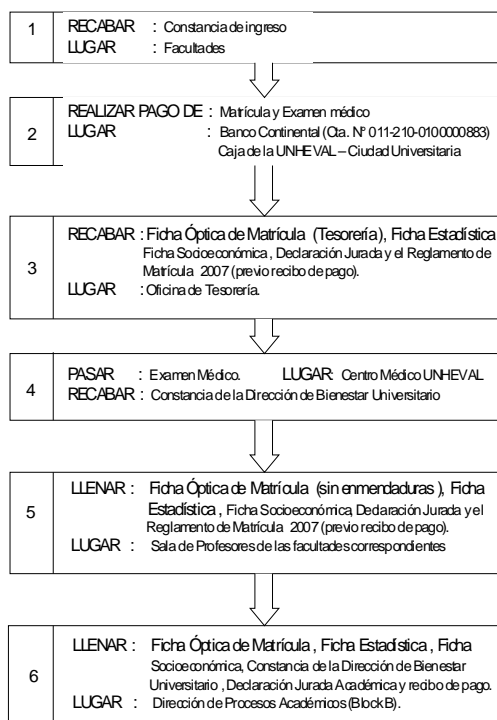 1
RECABAR : Constancia de ingreso
LUGAR : Facultades
2
REALIZAR PAGO DE : Matrícula y Examen médico
LUGAR : Banco Continental (Cta. Nº 011-210-0100000883)
Caja de la UNHEVAL – Ciudad Universitaria
3
RECABAR : Ficha Óptica de Matrícula (Tesorería), Ficha Estadística
Ficha Socioeconómica, Declaración Jurada y el Reglamento de
Matrícula 2007 (previo recibo de pago).
LUGAR : Oficina de Tesorería.
4
PASAR : Examen Médico. LUGAR: Centro Médico UNHEVAL
RECABAR : Constancia de la Dirección de Bienestar Universitario
5
LLENAR : Ficha Óptica de Matrícula (sin enmendaduras), Ficha
Estadística, Ficha Socioeconómica, Declaración Jurada y el
Reglamento de Matrícula 2007 (previo recibo de pago).
LUGAR : Sala de Profesores de las facultades correspondientes
6
LLENAR : Ficha Óptica de Matrícula, Ficha Estadística, Ficha
Socioeconómica, Constancia de la Dirección de Bienestar
Universitario, Declaración Jurada Académica y recibo de pago.
LUGAR : Dirección de Procesos Académicos (Block B).